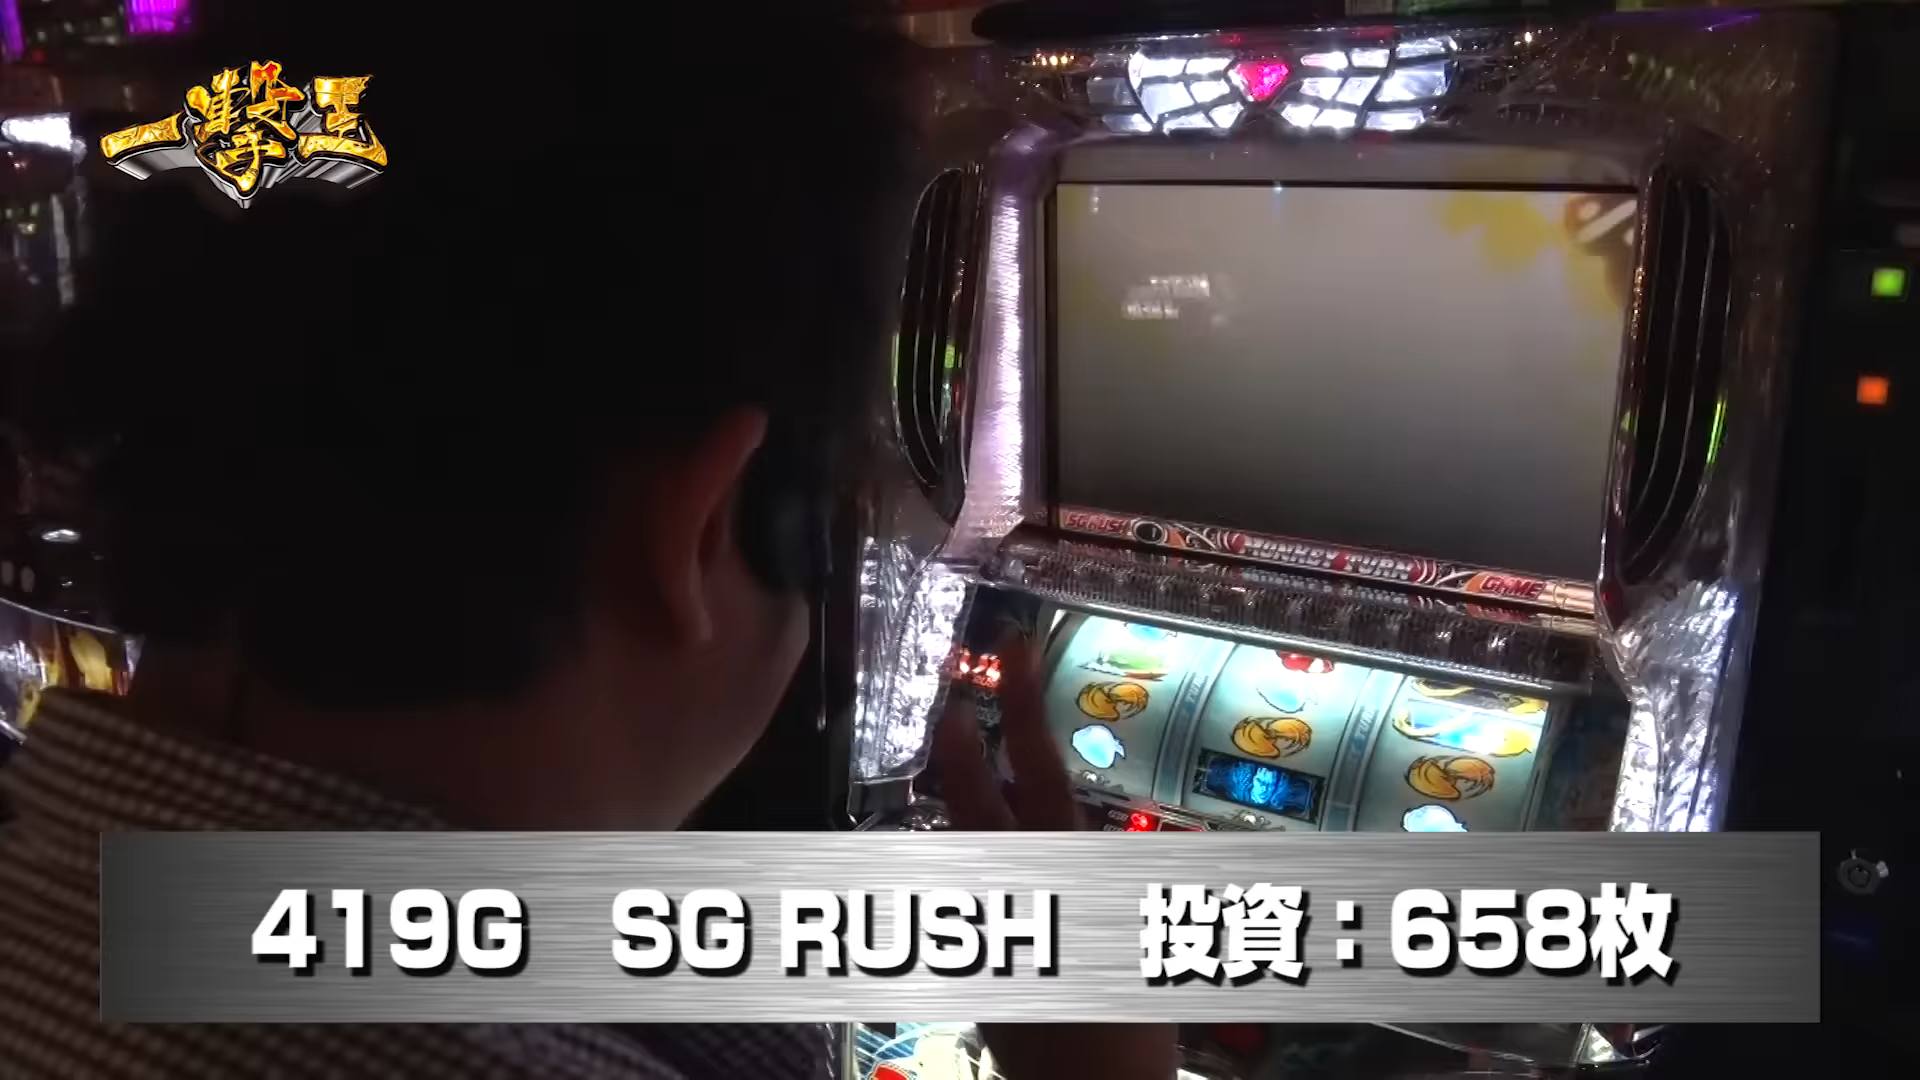 一撃王
SG RUSH
MONKEY TURN
GAME
419G SG RUSH 投資：658枚